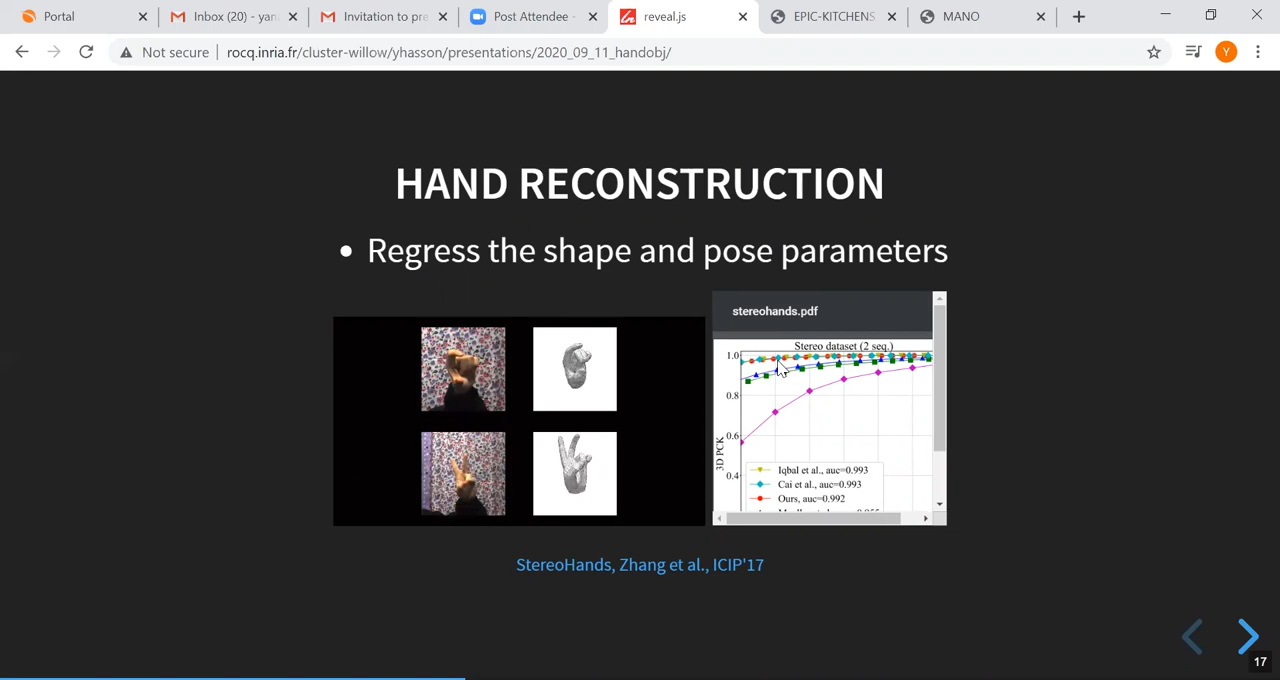 Portal
Inbox (20) - yan
Invitation to pre
Post Attendee -
reveal.js
EPIC-KITCHENS
MANO
Not secure
rocq.inria.fr/cluster-willow/yhasson/presentations/2020_09_11_handobj/
Y
HAND RECONSTRUCTION
• Regress the shape and pose parameters
stereohands.pdf
Stereo dataset (2 seq.)
1.0
0.8
0.6
0.4
3D PCK
Iqbal et al., auc=0.993
Cai et al., auc=0.993
Ours, auc=0.992
StereoHands, Zhang et al., ICIP'17
17